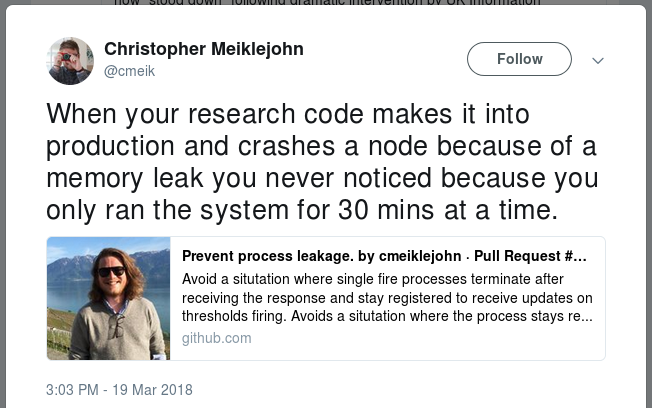 how "stood down" following dramatic intervention by UK Information
Christopher Meiklejohn
@cmeik
Follow
When your research code makes it into
production and crashes a node because of a
memory leak you never noticed because you
only ran the system for 30 mins at a time.
Prevent process leakage. by cmeiklejohn · Pull Request #...
Avoid a situtation where single fire processes terminate after
receiving the response and stay registered to receive updates on
thresholds firing. Avoids a situtation where the process stays re...
github.com
3:03 PM - 19 Mar 2018